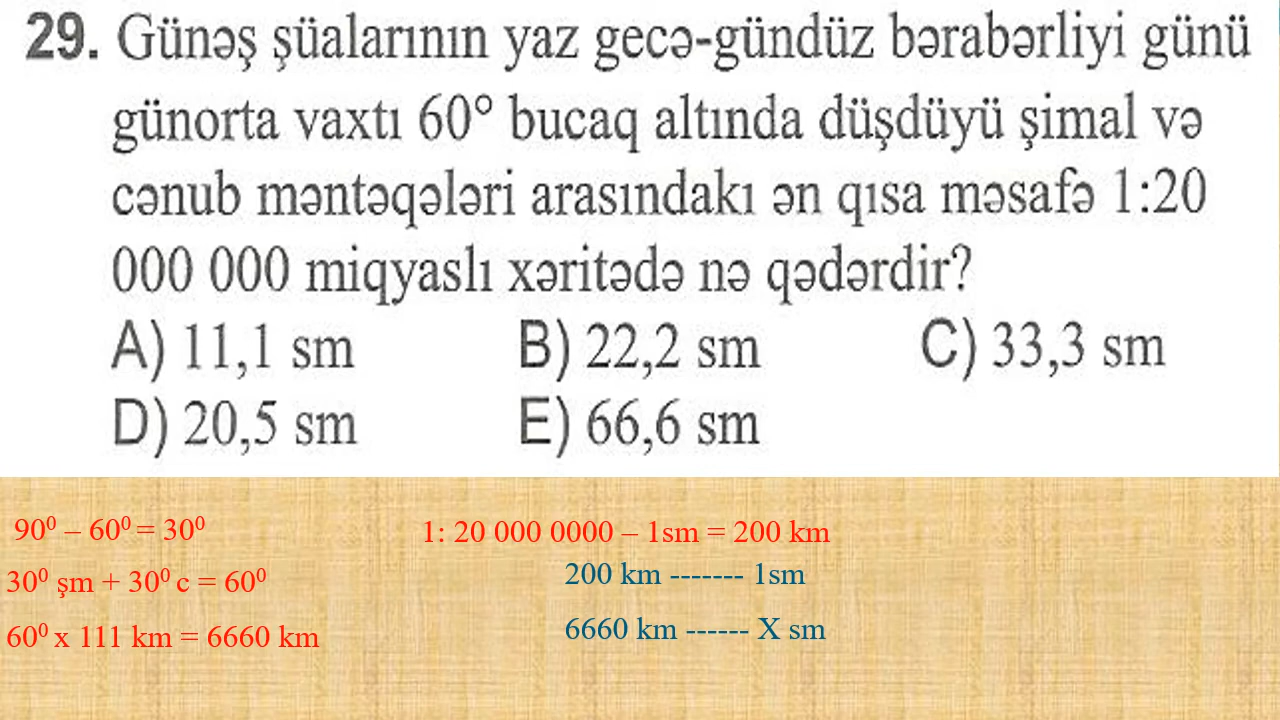 29. Günəş şüalarının yaz gecə-gündüz bərabərliyi günü
günorta vaxtı 60° bucaq altında düşdüyü şimal və
cənub məntəqələri arasındakı ən qısa məsafə 1:20
000 000 miqyaslı xəritədə nə qədərdir?
A) 11,1 sm B) 22,2 sm C) 33,3 sm
D) 20,5 sm E) 66,6 sm
90⁰ – 60⁰ = 30⁰
30⁰ şm + 30⁰ c = 60⁰
60⁰ x 111 km = 6660 km
1: 20 000 0000 – 1sm = 200 km
200 km ------- 1sm
6660 km ------ X sm